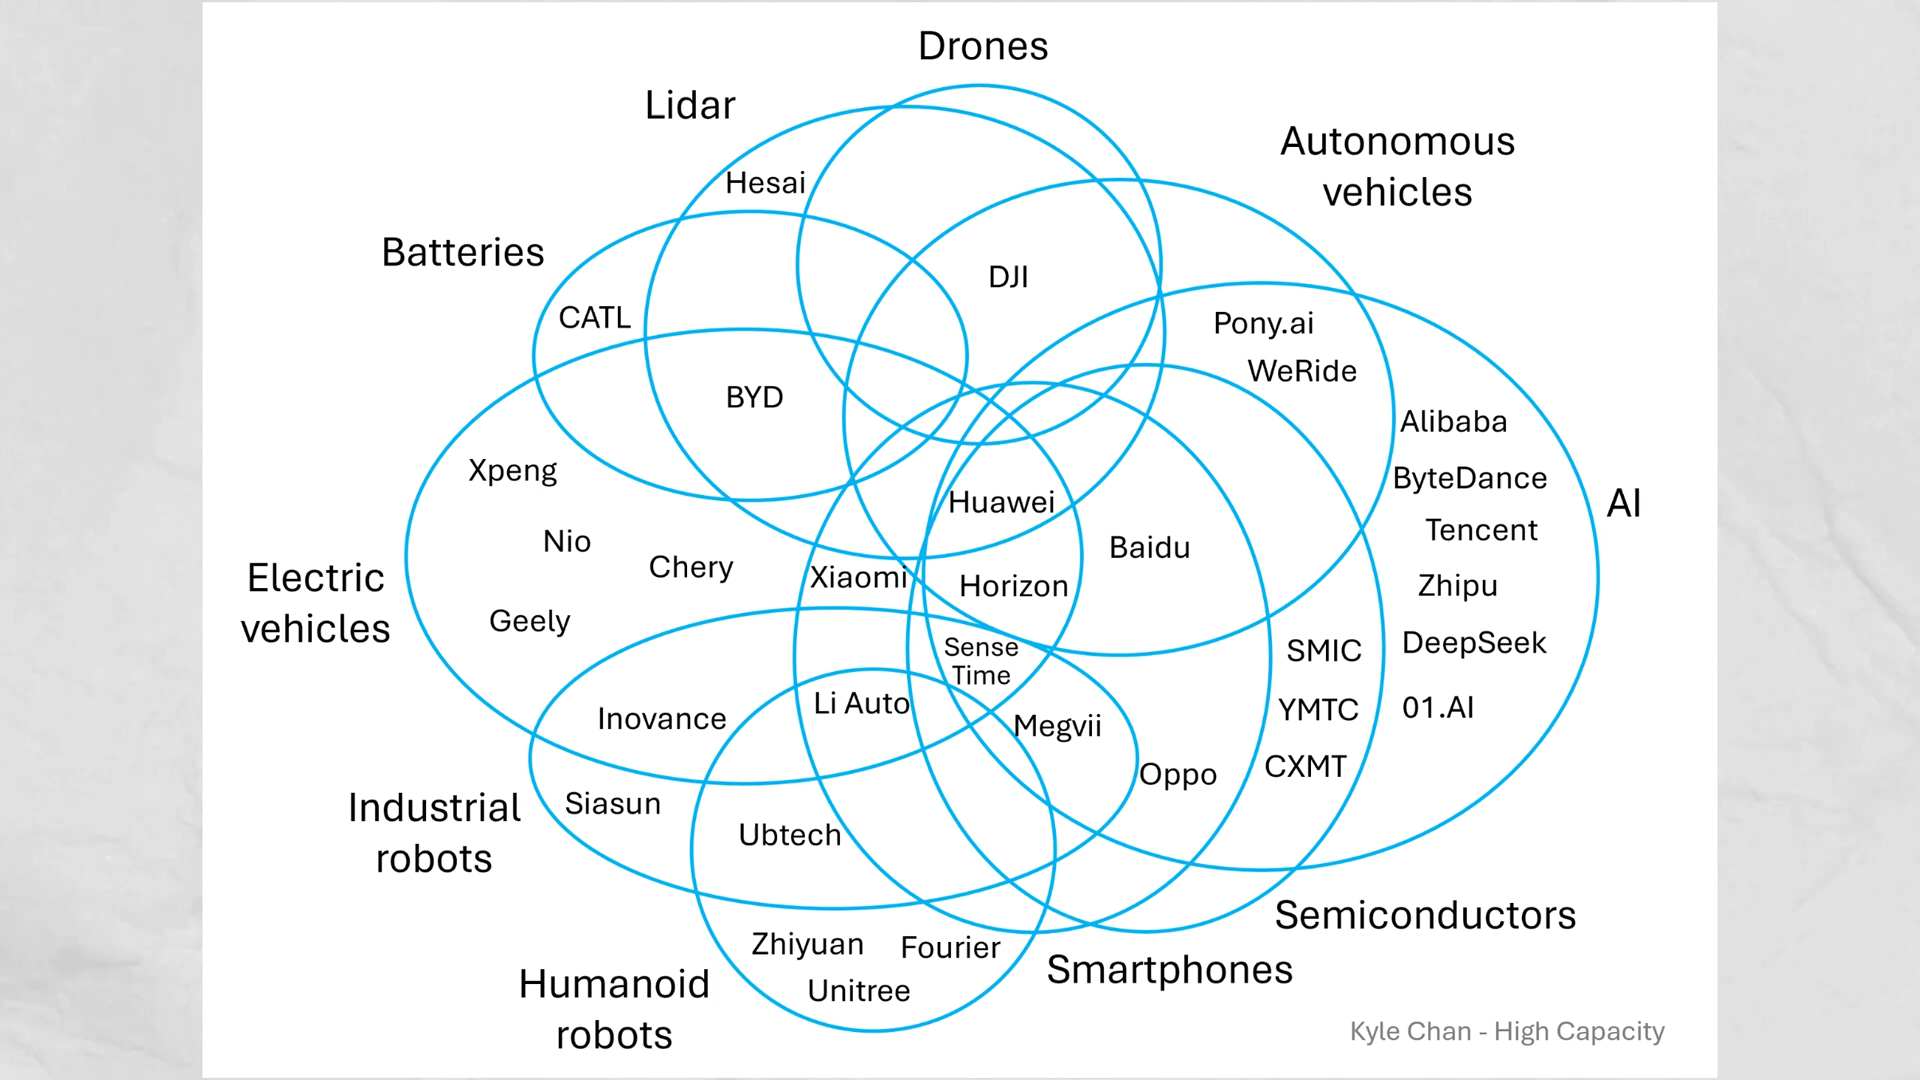 Drones
Lidar
Autonomous
vehicles
Hesai
Batteries
DJI
CATL
Pony.ai
WeRide
BYD
Alibaba
Xpeng
ByteDance
Huawei
AI
Tencent
Nio
Baidu
Chery
Xiaomi
Horizon
Zhipu
Electric
vehicles
Geely
Sense
Time
SMIC
DeepSeek
Li Auto
Inovance
Megvii
YMTC
01.AI
Oppo
CXMT
Industrial
robots
Siasun
Ubtech
Semiconductors
Zhiyuan
Fourier
Smartphones
Unitree
Humanoid
robots
Kyle Chan - High Capacity